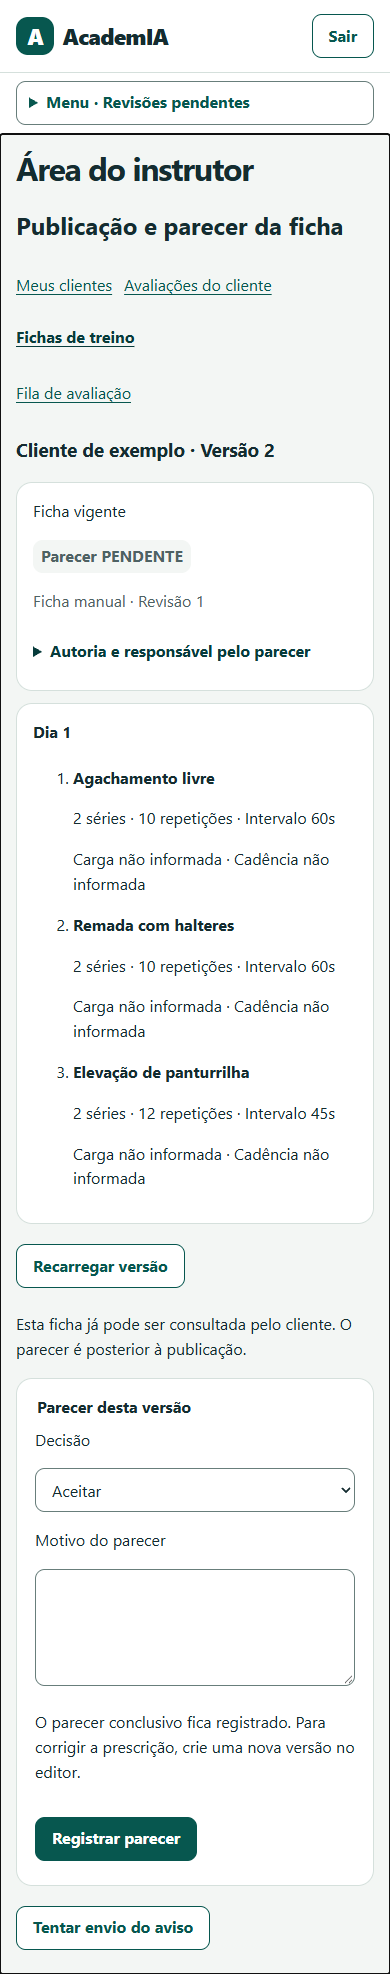 A AcademIA
Sair
Menu · Revisões pendentes
Área do instrutor
Publicação e parecer da ficha
Meus clientes Avaliações do cliente
Fichas de treino
Fila de avaliação
Cliente de exemplo · Versão 2
Ficha vigente
Parecer PENDENTE
Ficha manual · Revisão 1
Autoria e responsável pelo parecer
Dia 1
1. Agachamento livre
2 séries · 10 repetições · Intervalo 60s
Carga não informada · Cadência não
informada
2. Remada com halteres
2 séries · 10 repetições · Intervalo 60s
Carga não informada · Cadência não
informada
3. Elevação de panturrilha
2 séries · 12 repetições · Intervalo 45s
Carga não informada · Cadência não
informada
Recarregar versão
Esta ficha já pode ser consultada pelo cliente. O
parecer é posterior à publicação.
Parecer desta versão
Decisão
Aceitar
Motivo do parecer
O parecer conclusivo fica registrado. Para
corrigir a prescrição, crie uma nova versão no
editor.
Registrar parecer
Tentar envio do aviso